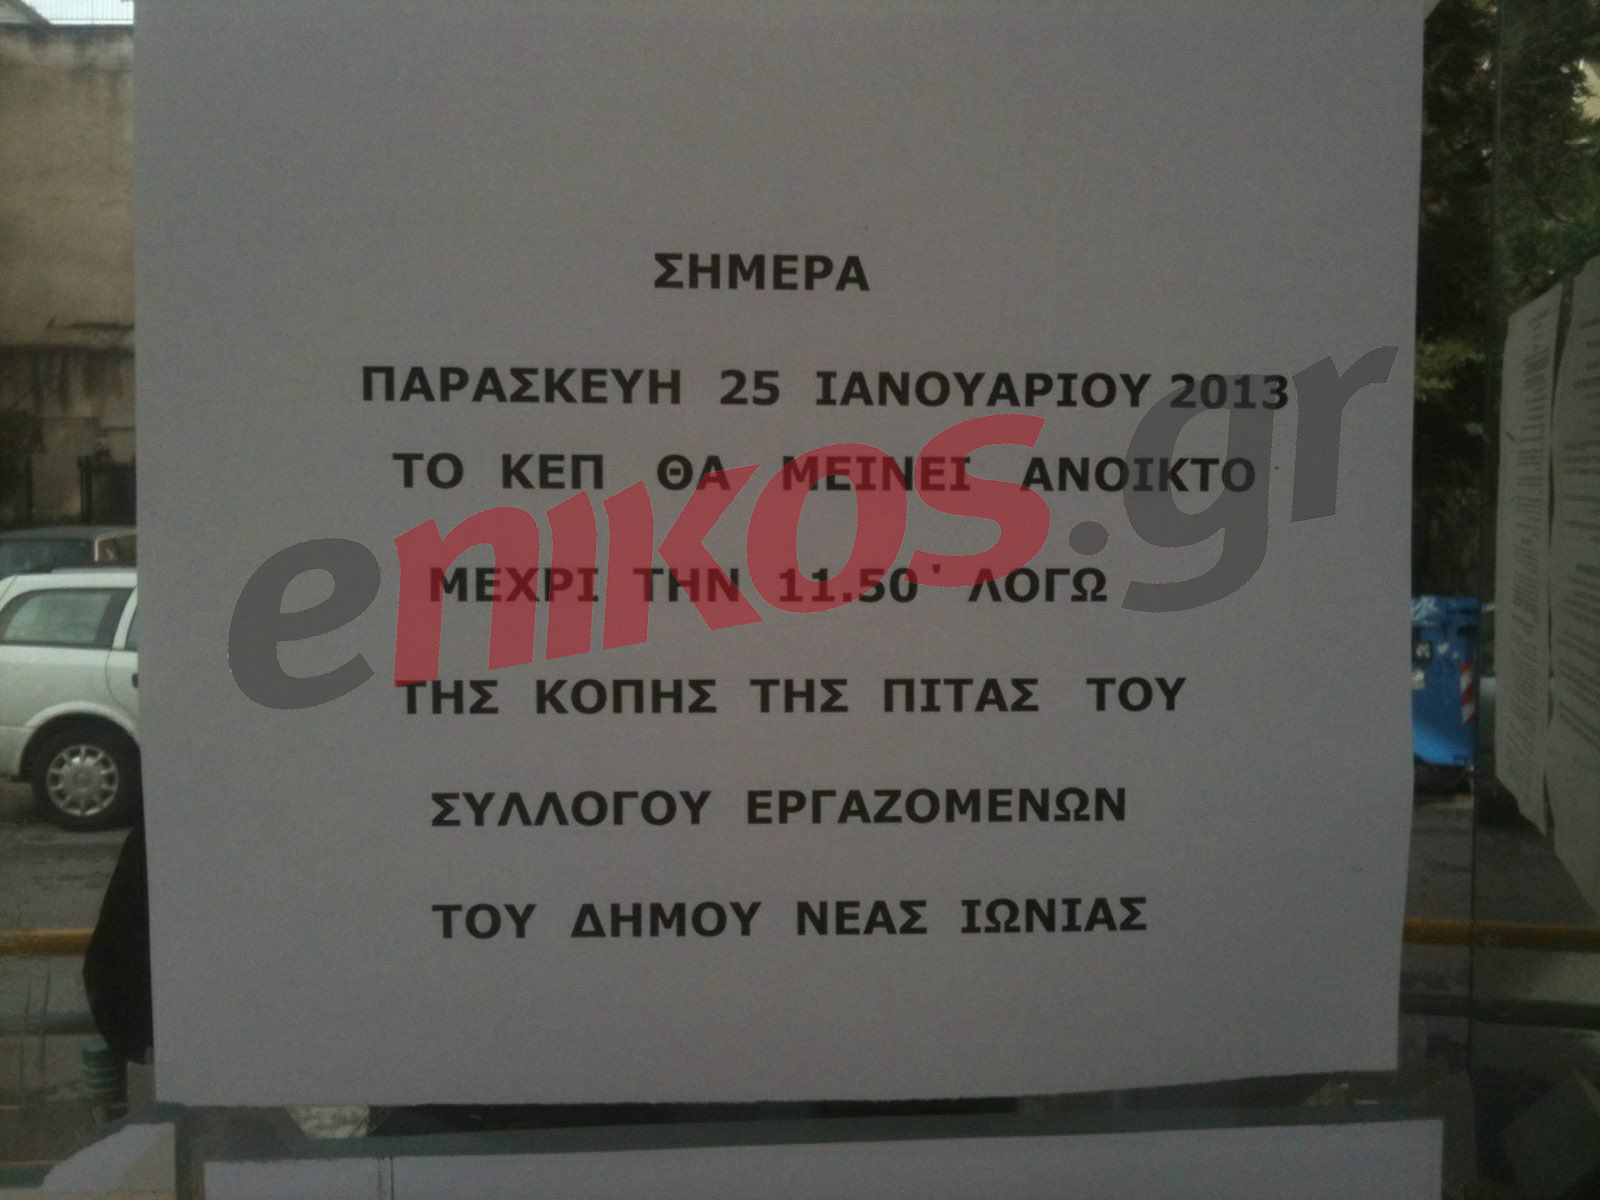 ΣΗΜΕΡΑ
ΠΑΡΑΣΚΕΥΗ 25 ΙΑΝΟΥΑΡΙΟΥ 2013
ΤΟ ΚΕΠ ΘΑ ΜΕΙΝΕΙ ΑΝΟΙΚΤΟ
ΜΕΧΡΙ ΤΗΝ 11.50΄ ΛΟΓΩ
ΤΗΣ ΚΟΠΗΣ ΤΗΣ ΠΙΤΑΣ ΤΟΥ
ΣΥΛΛΟΓΟΥ ΕΡΓΑΖΟΜΕΝΩΝ
ΤΟΥ ΔΗΜΟΥ ΝΕΑΣ ΙΩΝΙΑΣ
enikos.gr